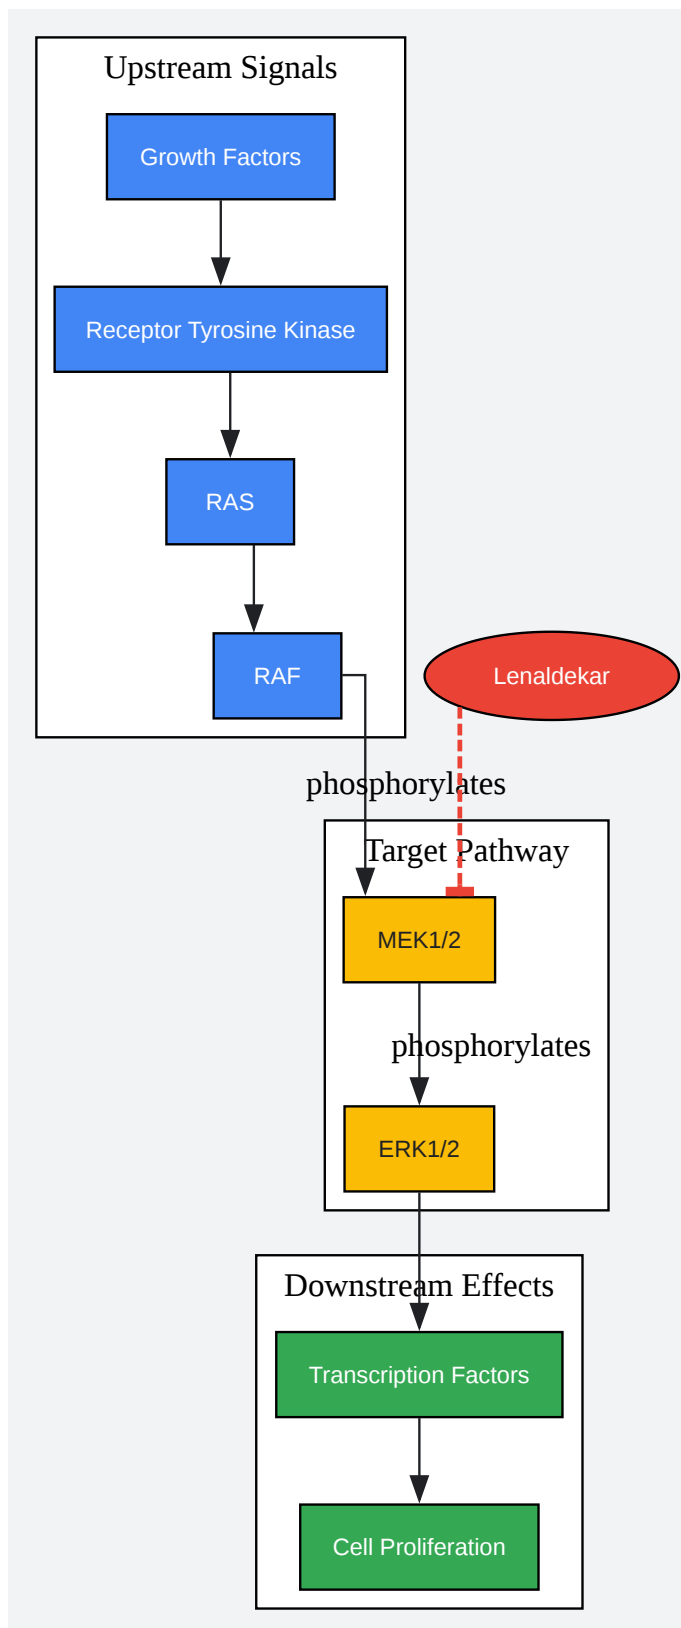 Upstream Signals
Growth Factors
Receptor Tyrosine Kinase
RAS
RAF
Lenaldekar
phosphorylates
Target Pathway
MEK1/2
phosphorylates
ERK1/2
Downstream Effects
Transcription Factors
Cell Proliferation